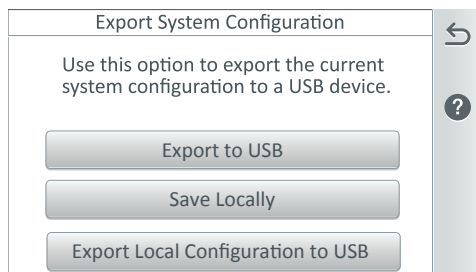 Export System Configuration
Use this option to export the current
system configuration to a USB device.
Export to USB
Save Locally
Export Local Configuration to USB
?